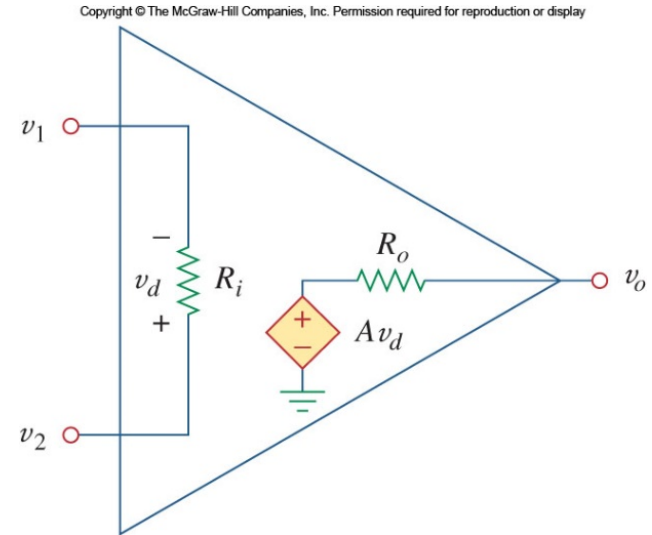 Copyright © The McGraw-Hill Companies, Inc. Permission required for reproduction or display
v1
−
vd
+
Ri
Ro
+
−
Avd
vo
v2